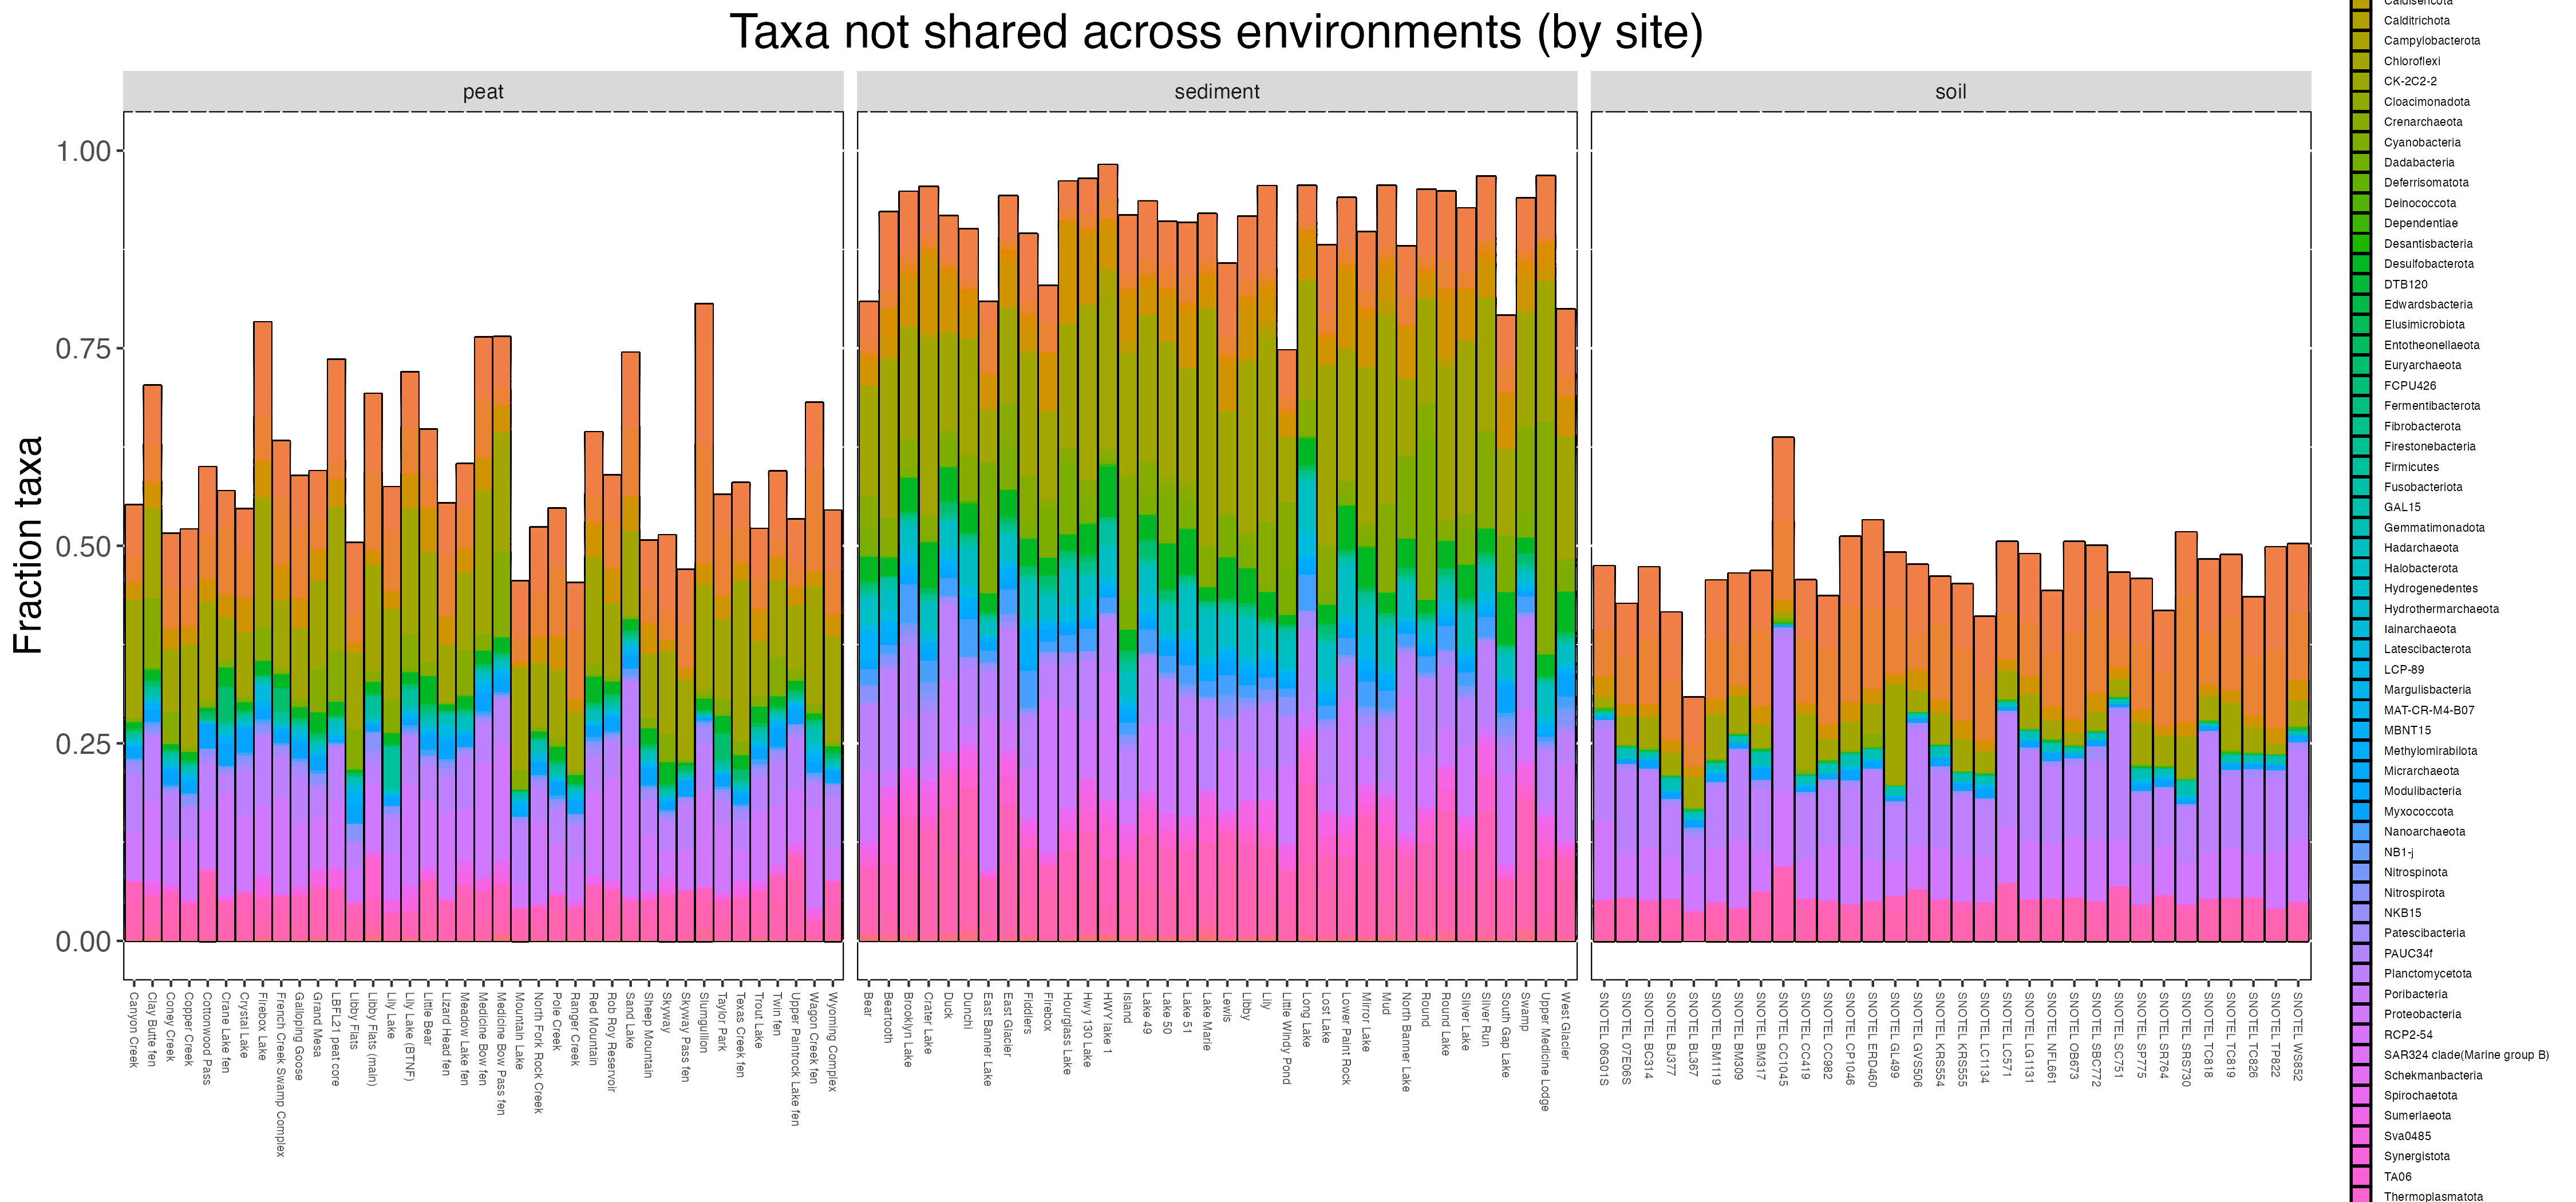 Taxa not shared across environments (by site)
peat
sediment
soil
Fraction taxa
1.00
0.75
0.50
0.25
0.00
Canyon Creek
Clay Butte fen
Coney Creek
Copper Creek
Cottonwood Pass
Crane Lake fen
Crystal Lake
Firebox Lake
French Creek Swamp Complex
Galloping Goose
Grand Mesa
LBFL21 peat core
Libby Flats
Libby Flats (main)
Lily Lake
Lily Lake (BTNF)
Little Bear
Lizard Head fen
Meadow Lake fen
Medicine Bow fen
Medicine Bow Pass fen
Mountain Lake
North Fork Rock Creek
Pole Creek
Ranger Creek
Red Mountain
Rob Roy Reservoir
Sand Lake
Sheep Mountain
Skyway
Skyway Pass fen
Slumgullion
Taylor Park
Texas Creek fen
Trout Lake
Twin fen
Upper Paintrock Lake fen
Wagon Creek fen
Wyoming Complex
Bear
Beartooth
Brooklyn Lake
Crater Lake
Duck
Dunchi
East Banner Lake
East Glacier
Fiddlers
Firebox
Hourglass Lake
Hwy 130 Lake
HWY lake 1
Island
Lake 49
Lake 50
Lake 51
Lake Marie
Lewis
Libby
Lily
Little Windy Pond
Long Lake
Lost Lake
Lower Paint Rock
Mirror Lake
Mud
North Banner Lake
Round
Round Lake
Silver Lake
Silver Run
South Gap Lake
Swamp
Upper Medicine Lodge
West Glacier
SNOTEL 06G01S
SNOTEL 07E06S
SNOTEL BC314
SNOTEL BJ377
SNOTEL BL367
SNOTEL BM1119
SNOTEL BM309
SNOTEL BM317
SNOTEL CC1045
SNOTEL CC419
SNOTEL CC982
SNOTEL CP1046
SNOTEL ERD460
SNOTEL GL499
SNOTEL GVS506
SNOTEL KRS554
SNOTEL KRS555
SNOTEL LC1134
SNOTEL LC571
SNOTEL LG1131
SNOTEL NFL661
SNOTEL OB673
SNOTEL SBC772
SNOTEL SC751
SNOTEL SP775
SNOTEL SR764
SNOTEL SRS730
SNOTEL TC818
SNOTEL TC819
SNOTEL TC826
SNOTEL TP822
SNOTEL WS852
Caldisericota
Calditrichota
Campylobacterota
Chloroflexi
CK-2C2-2
Cloacimonadota
Crenarchaeota
Cyanobacteria
Dadabacteria
Deferrisomatota
Deinococcota
Dependentiae
Desantisbacteria
Desulfobacterota
DTB120
Edwardsbacteria
Elusimicrobiota
Entotheonellaeota
Euryarchaeota
FCPU426
Fermentibacterota
Fibrobacterota
Firestonebacteria
Firmicutes
Fusobacteriota
GAL15
Gemmatimonadota
Hadarchaeota
Halobacterota
Hydrogenedentes
Hydrothermarchaeota
Iainarchaeota
Latescibacterota
LCP-89
Margulisbacteria
MAT-CR-M4-B07
MBNT15
Methylomirabilota
Micrarchaeota
Modulibacteria
Myxococcota
Nanoarchaeota
NB1-j
Nitrospinota
Nitrospirota
NKB15
Patescibacteria
PAUC34f
Planctomycetota
Poribacteria
Proteobacteria
RCP2-54
SAR324 clade(Marine group B)
Schekmanbacteria
Spirochaetota
Sumerlaeota
Sva0485
Synergistota
TA06
Thermoplasmatota